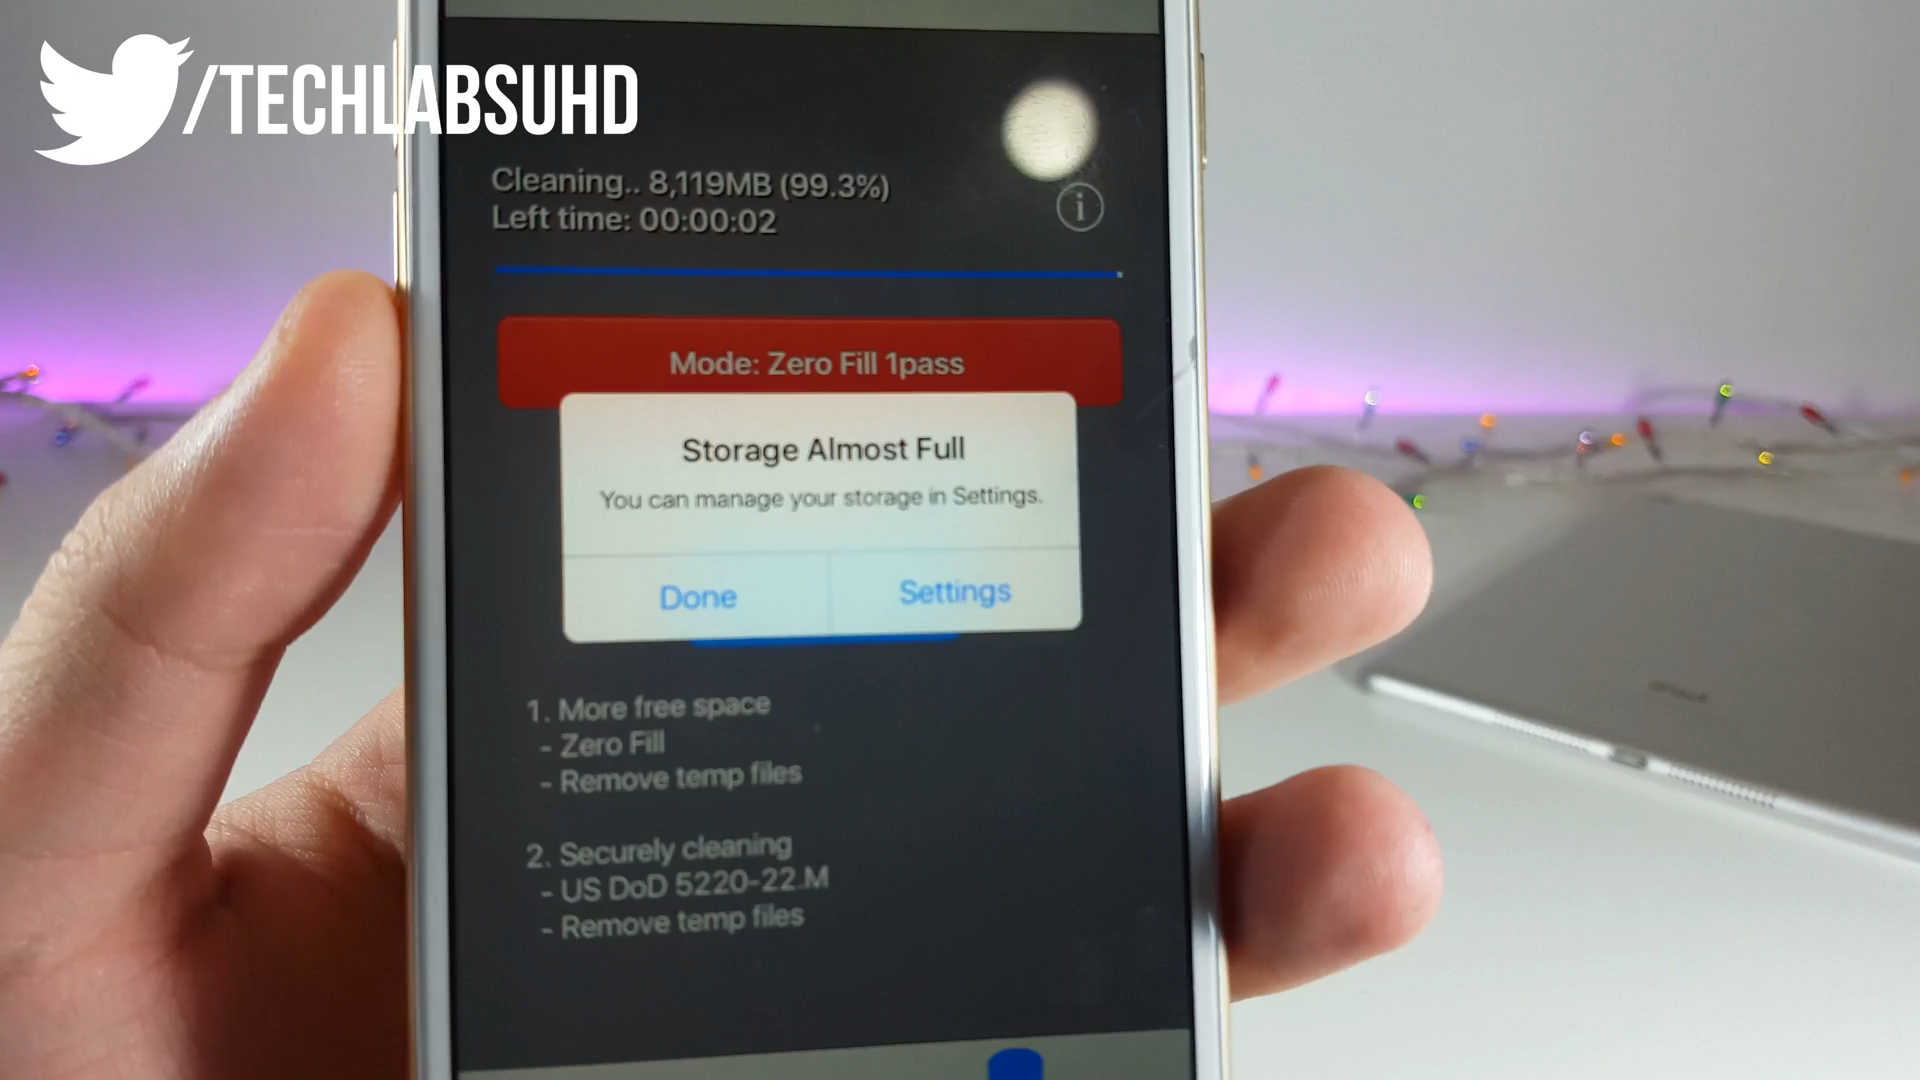 /TECHLABSUHD
Cleaning.. 8,119MB (99.3%)
Left time: 00:00:02
i
Mode: Zero Fill 1pass
Storage Almost Full
You can manage your storage in Settings.
Done
Settings
1. More free space
- Zero Fill
- Remove temp files
2. Securely cleaning
- US DoD 5220-22.M
- Remove temp files